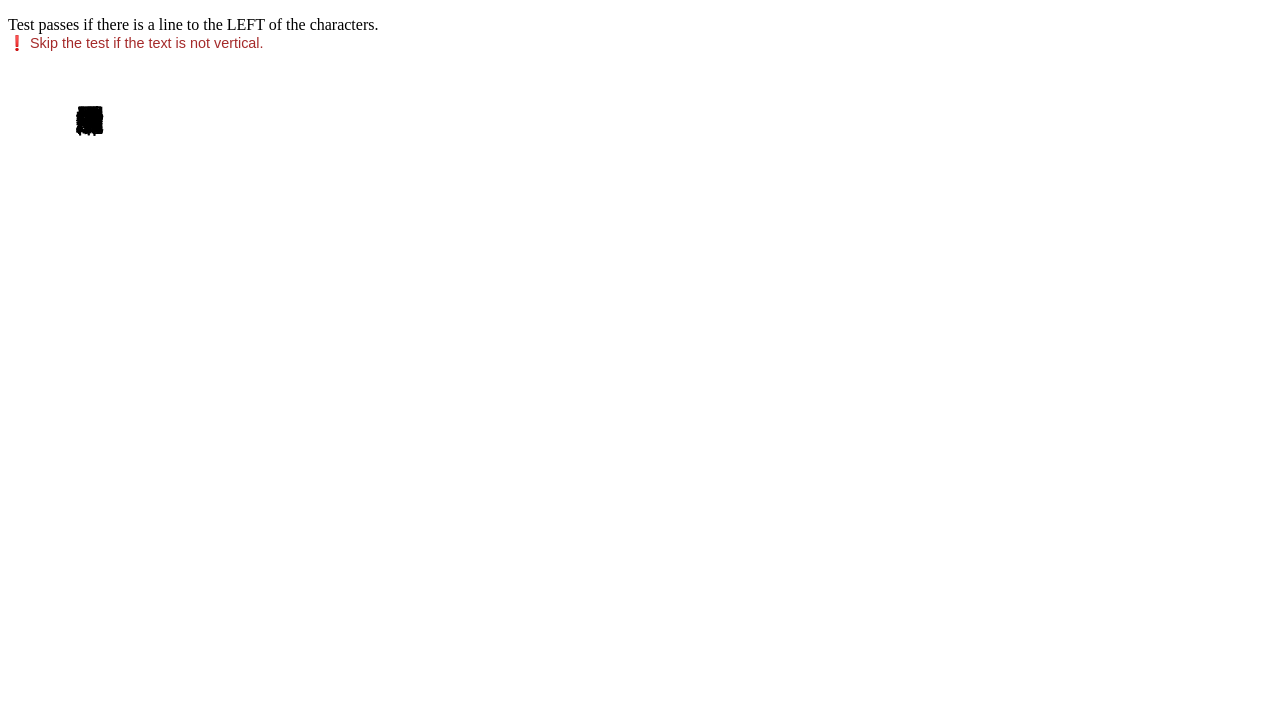 Test passes if there is a line to the LEFT of the characters.
❗ Skip the test if the text is not vertical.